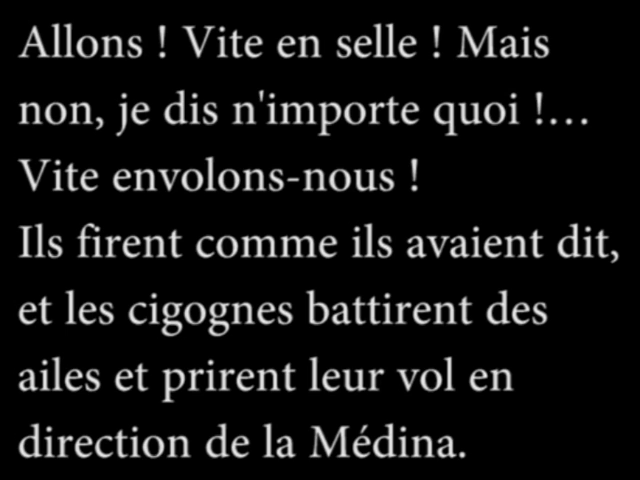 Allons ! Vite en selle ! Mais
non, je dis n'importe quoi !…
Vite envolons-nous !
Ils firent comme ils avaient dit,
et les cigognes battirent des
ailes et prirent leur vol en
direction de la Médina.